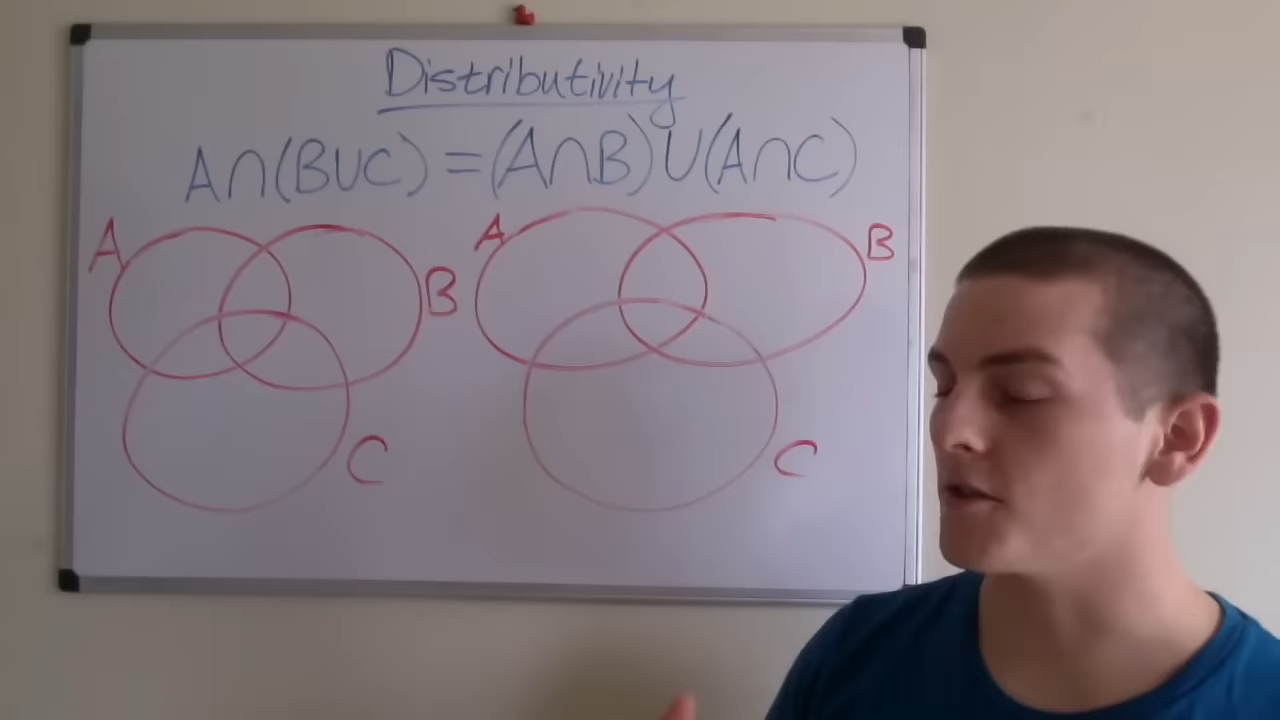 Distributivity
A∩(B∪C) = (A∩B)∪(A∩C)
A B A B
C C